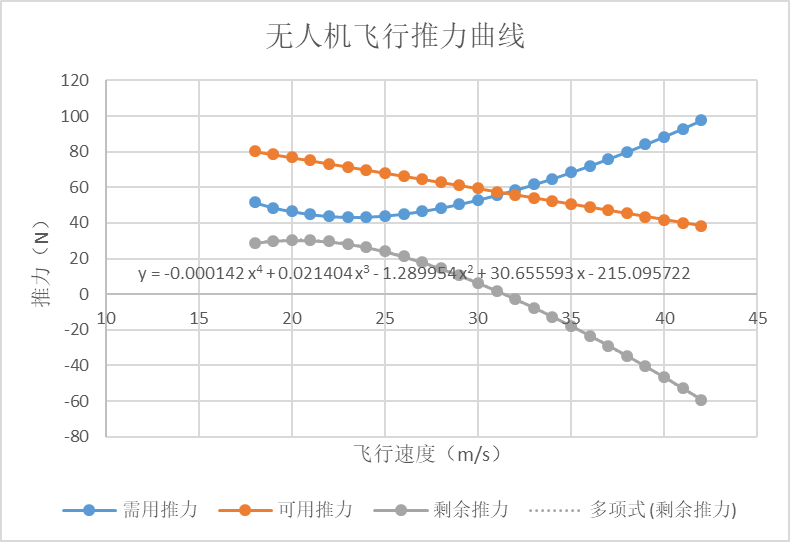 无人机飞行推力曲线
120
100
80
60
40
20
0
-20
-40
-60
-80
推力（N）
y = -0.000142 x⁴ + 0.021404 x³ - 1.289954 x² + 30.655593 x - 215.095722
10 15 20 25 30 35 40 45
飞行速度（m/s）
需用推力 可用推力 剩余推力 多项式 (剩余推力)